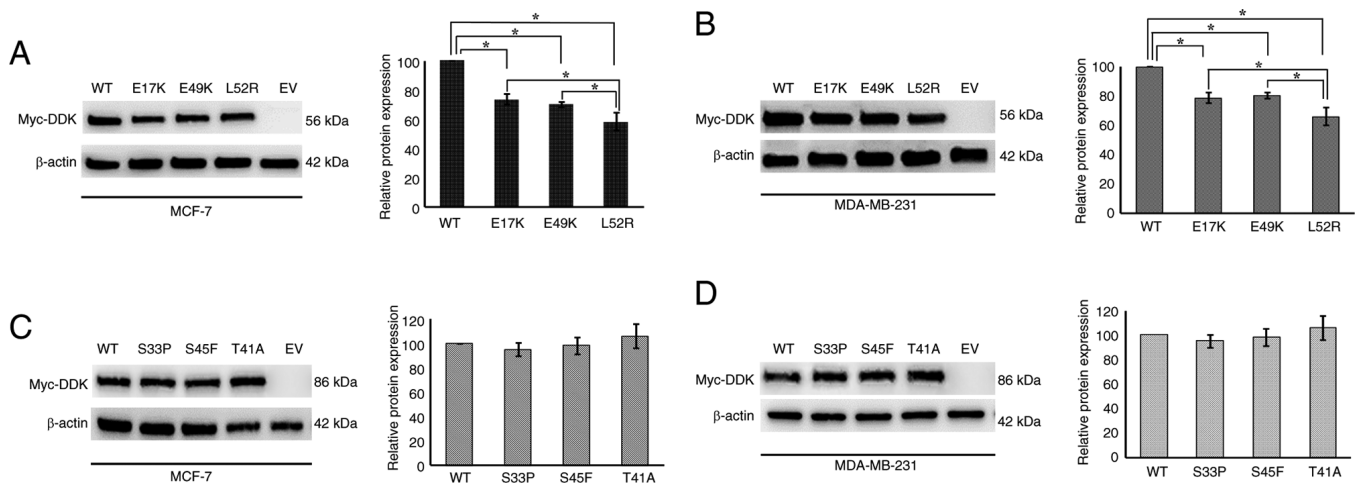 A
WT E17K E49K L52R EV
Myc-DDK 56 kDa
β-actin 42 kDa
MCF-7
Relative protein expression
100
80
60
40
20
0
* * * * *
WT E17K E49K L52R
B
WT E17K E49K L52R EV
Myc-DDK 56 kDa
β-actin 42 kDa
MDA-MB-231
Relative protein expression
100
80
60
40
20
0
* * * * *
WT E17K E49K L52R
C
WT S33P S45F T41A EV
Myc-DDK 86 kDa
β-actin 42 kDa
MCF-7
Relative protein expression
120
100
80
60
40
20
0
WT S33P S45F T41A
D
WT S33P S45F T41A EV
Myc-DDK 86 kDa
β-actin 42 kDa
MDA-MB-231
Relative protein expression
120
100
80
60
40
20
0
WT S33P S45F T41A